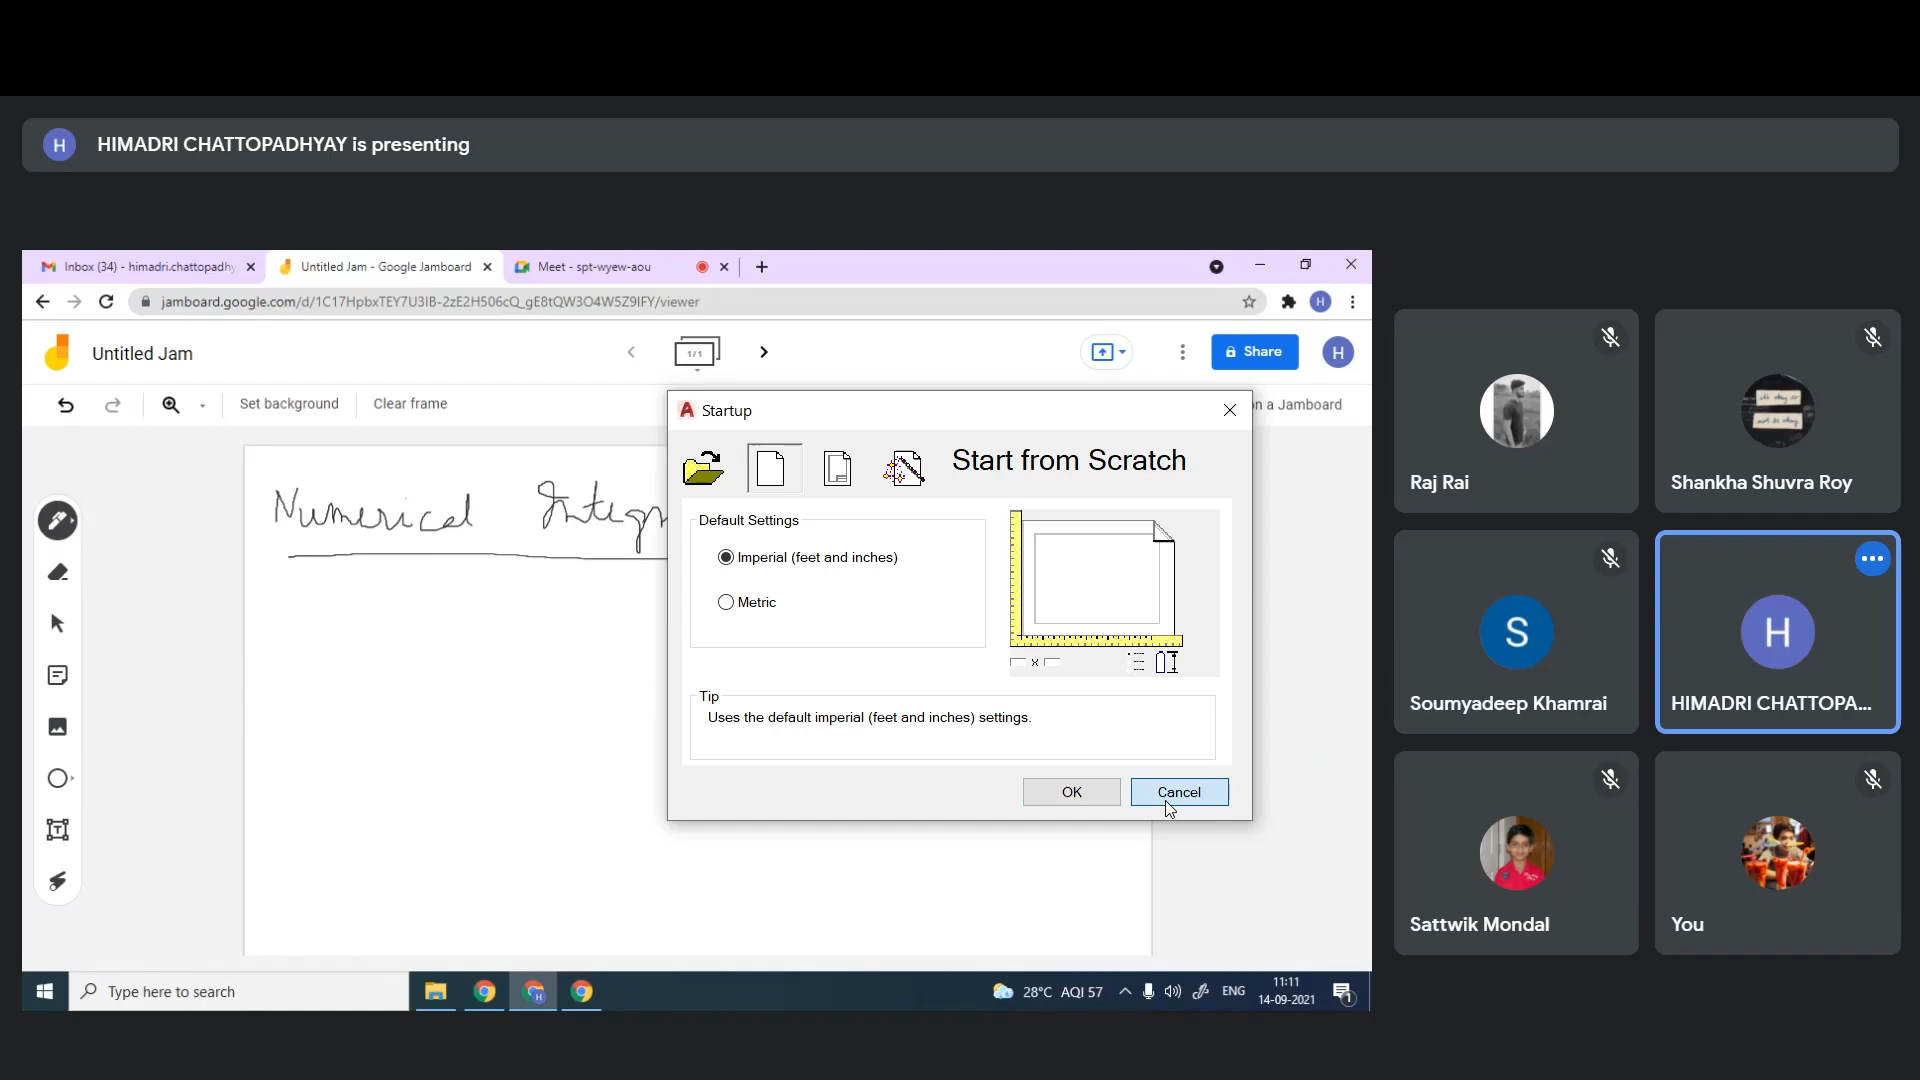 H HIMADRI CHATTOPADHYAY is presenting
Inbox (34) - himadri.chattopadhy
Untitled Jam - Google Jamboard
Meet - spt-wyew-aou
jamboard.google.com/d/1C17HpbxTEY7U3IB-2zE2H506cQ_gE8tQW3O4W5Z9IFY/viewer
H
Untitled Jam
1/1
Share
H
Set background
Clear frame
n a Jamboard
Numerical Integr
A Startup
Start from Scratch
Default Settings
Imperial (feet and inches)
Metric
x
Tip
Uses the default imperial (feet and inches) settings.
OK
Cancel
Raj Rai
Shankha Shuvra Roy
S
Soumyadeep Khamrai
H
HIMADRI CHATTOPA...
Sattwik Mondal
You
Type here to search
H
28°C AQI 57
ENG
11:11
14-09-2021
1